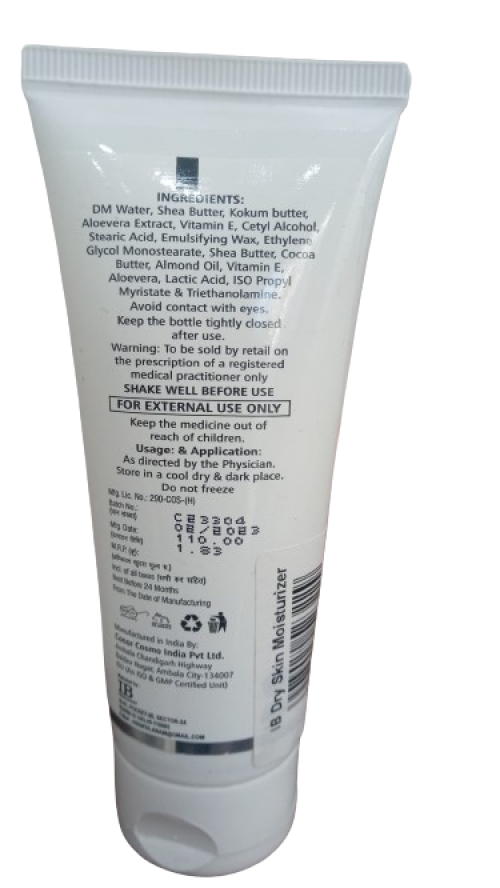 INGREDIENTS:
DM Water, Shea Butter, Kokum butter,
Aloevera Extract, Vitamin E, Cetyl Alcohol,
Stearic Acid, Emulsifying Wax, Ethylene
Glycol Monostearate, Shea Butter, Cocoa
Butter, Almond Oil, Vitamin E,
Aloevera, Lactic Acid, ISO Propyl
Myristate & Triethanolamine.
Avoid contact with eyes.
Keep the bottle tightly closed
after use.
Warning: To be sold by retail on
the prescription of a registered
medical practitioner only
SHAKE WELL BEFORE USE
FOR EXTERNAL USE ONLY
Keep the medicine out of
reach of children.
Usage: & Application:
As directed by the Physician.
Store in a cool dry & dark place.
Do not freeze
Mfg. Lic. No.: 290-COS-(H)
Batch No.: CE3304
Mfg. Date: 02/2023
110.00
M.R.P. 1.83
Incl. of all taxes (सभी कर सहित)
Best Before 24 Months
From The Date of Manufacturing
Manufactured in India By:
Cosor Cosmo India Pvt Ltd.
Ambala Chandigarh Highway
Nagar, Ambala City-134007
(An ISO & GMP Certified Unit)
IB
IB Dry Skin Moisturizer